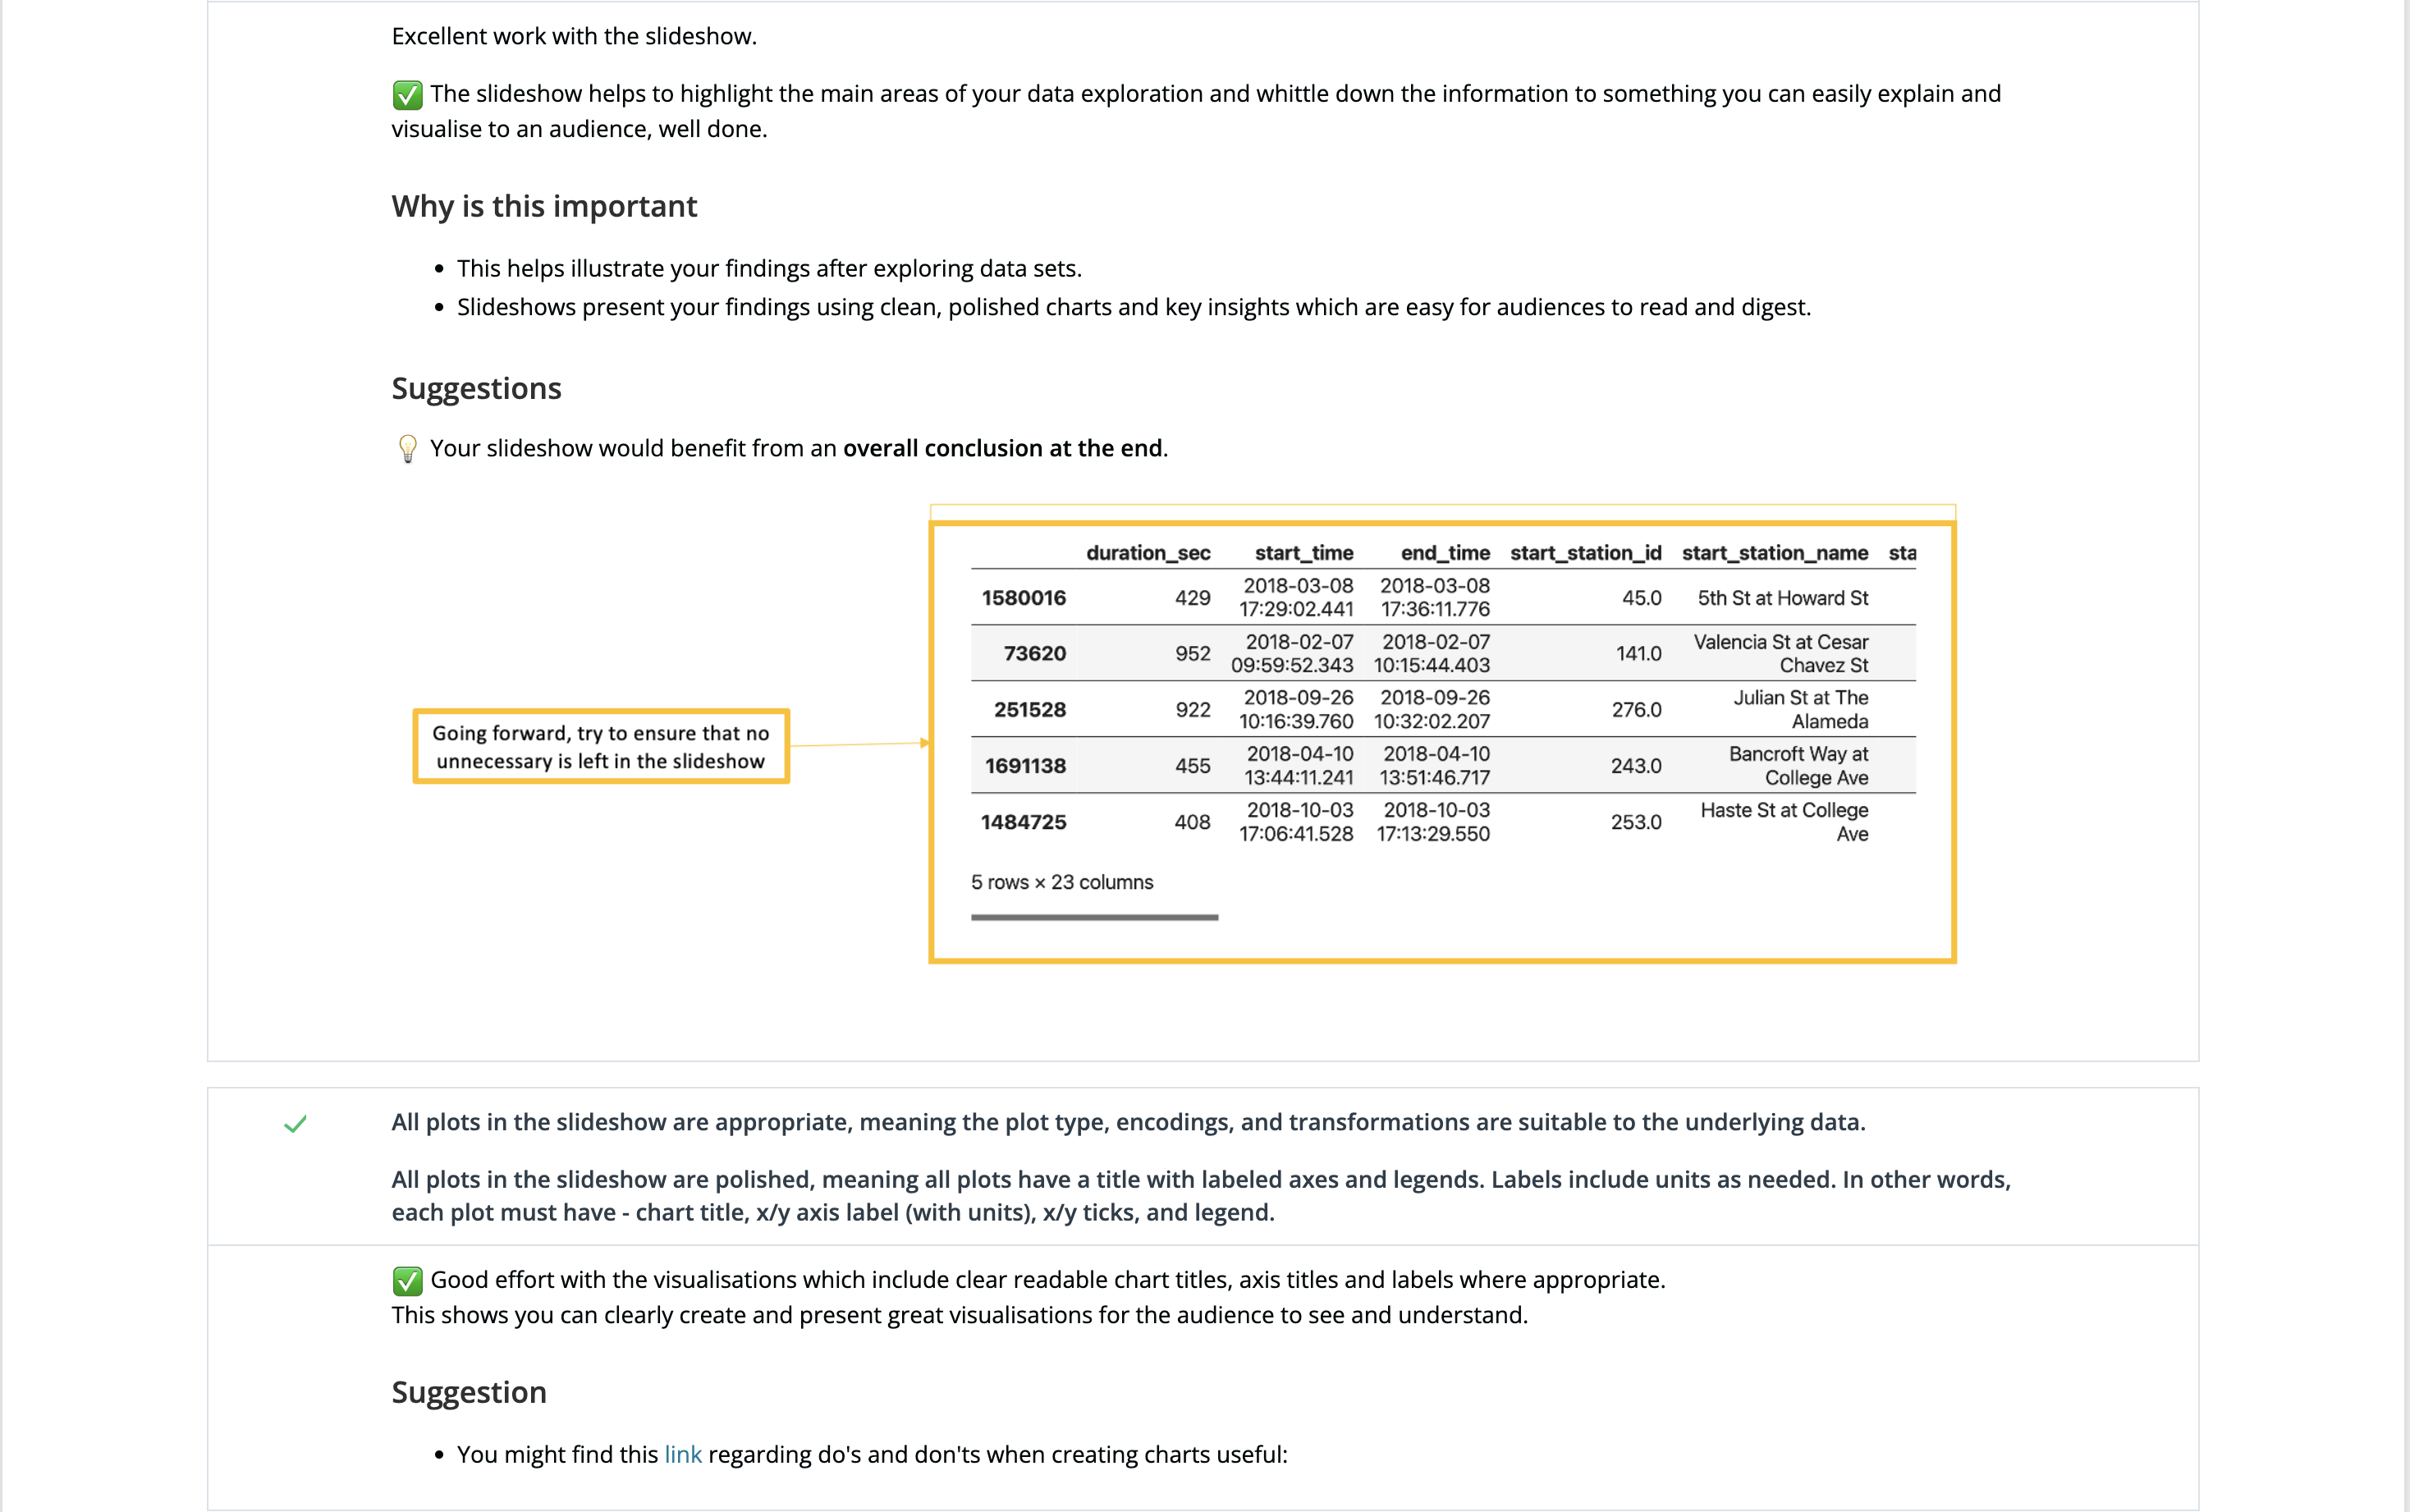 Excellent work with the slideshow.
✅ The slideshow helps to highlight the main areas of your data exploration and whittle down the information to something you can easily explain and
visualise to an audience, well done.
Why is this important
• This helps illustrate your findings after exploring data sets.
• Slideshows present your findings using clean, polished charts and key insights which are easy for audiences to read and digest.
Suggestions
💡 Your slideshow would benefit from an overall conclusion at the end.
Going forward, try to ensure that no
unnecessary is left in the slideshow
duration_sec start_time end_time start_station_id start_station_name sta
1580016 429 2018-03-08 17:29:02.441 2018-03-08 17:36:11.776 45.0 5th St at Howard St
73620 952 2018-02-07 09:59:52.343 2018-02-07 10:15:44.403 141.0 Valencia St at Cesar Chavez St
251528 922 2018-09-26 10:16:39.760 2018-09-26 10:32:02.207 276.0 Julian St at The Alameda
1691138 455 2018-04-10 13:44:11.241 2018-04-10 13:51:46.717 243.0 Bancroft Way at College Ave
1484725 408 2018-10-03 17:06:41.528 2018-10-03 17:13:29.550 253.0 Haste St at College Ave
5 rows × 23 columns
All plots in the slideshow are appropriate, meaning the plot type, encodings, and transformations are suitable to the underlying data.
All plots in the slideshow are polished, meaning all plots have a title with labeled axes and legends. Labels include units as needed. In other words,
each plot must have - chart title, x/y axis label (with units), x/y ticks, and legend.
✅ Good effort with the visualisations which include clear readable chart titles, axis titles and labels where appropriate.
This shows you can clearly create and present great visualisations for the audience to see and understand.
Suggestion
• You might find this link regarding do's and don'ts when creating charts useful: